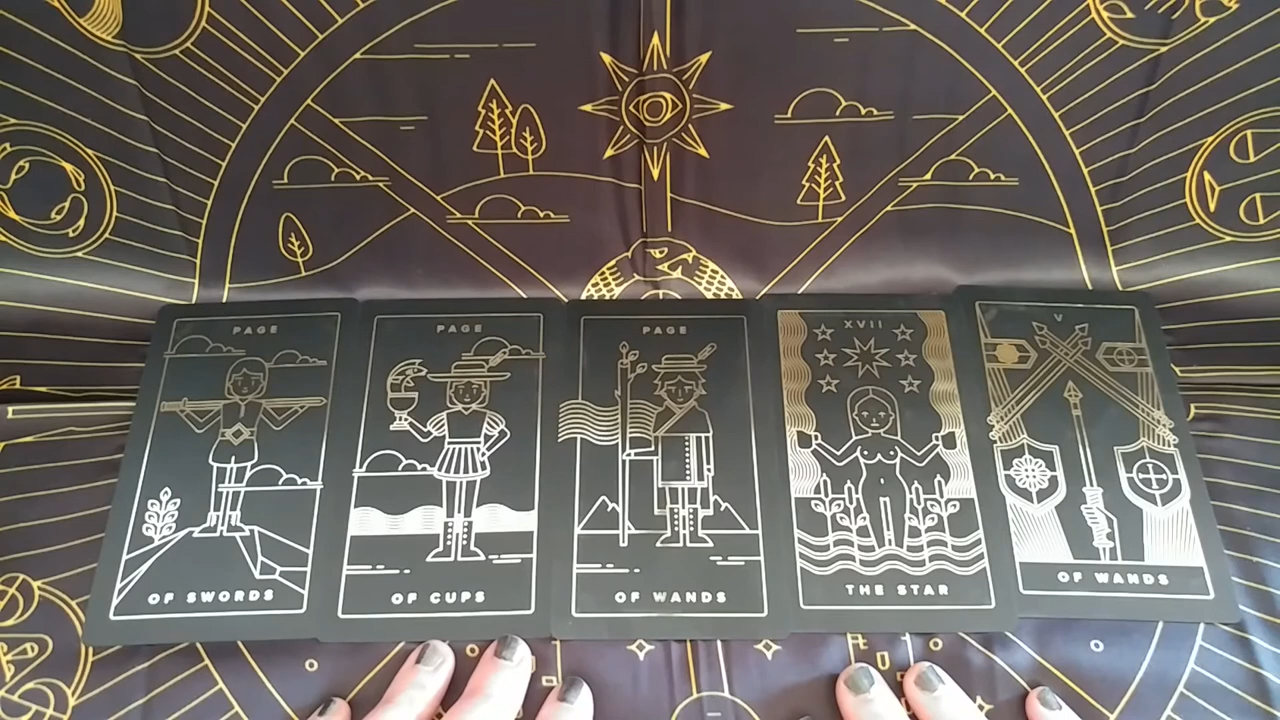 PAGE
OF SWORDS
PAGE
OF CUPS
PAGE
OF WANDS
XVII
THE STAR
V
OF WANDS